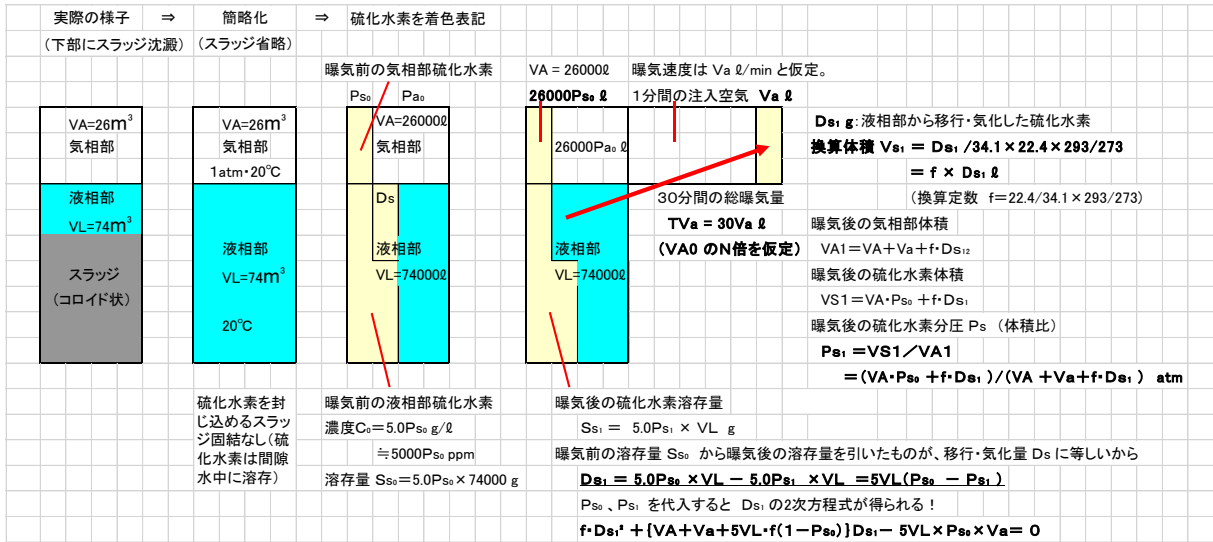 実際の様子 ⇒ 簡略化 ⇒ 硫化水素を着色表記
(下部にスラッジ沈澱) (スラッジ省略)
曝気前の気相部硫化水素 VA = 26000ℓ 曝気速度は Va ℓ/min と仮定。
Ps₀ Pa₀ 26000Ps₀ ℓ 1分間の注入空気 Va ℓ
VA=26m³ VA=26m³ VA=26000ℓ Ds₁ g:液相部から移行・気化した硫化水素
気相部 気相部 気相部 26000Pa₀ ℓ 換算体積 Vs₁ = Ds₁ /34.1×22.4×293/273
1atm・20℃ = f × Ds₁ ℓ
液相部 Ds 30分間の総曝気量 (換算定数 f=22.4/34.1×293/273)
VL=74m³ TVa = 30Va ℓ 曝気後の気相部体積
液相部 液相部 液相部 (VA0 のN倍を仮定) VA1=VA+Va+f・Ds₁₂
スラッジ VL=74m³ VL=74000ℓ VL=74000ℓ 曝気後の硫化水素体積
(コロイド状) VS1=VA・Ps₀ +f・Ds₁
20℃ 曝気後の硫化水素分圧 Ps (体積比)
Ps₁ =VS1/VA1
=(VA・Ps₀ +f・Ds₁ )/(VA +Va+f・Ds₁ ) atm
硫化水素を封 曝気前の液相部硫化水素 曝気後の硫化水素溶存量
じ込めるスラッ 濃度C₀=5.0Ps₀ g/ℓ Ss₁ = 5.0Ps₁ × VL g
ジ固結なし(硫 ≒5000Ps₀ ppm 曝気前の溶存量 Ss₀ から曝気後の溶存量を引いたものが、移行・気化量 Ds に等しいから
化水素は間隙 溶存量 Ss₀=5.0Ps₀×74000 g Ds₁ = 5.0Ps₀ ×VL - 5.0Ps₁ ×VL =5VL(Ps₀ - Ps₁ )
水中に溶存) Ps₀ 、Ps₁ を代入すると Ds₁ の2次方程式が得られる!
f・Ds₁² +{VA+Va+5VL・f(1-Ps₀)}Ds₁- 5VL×Ps₀×Va= 0